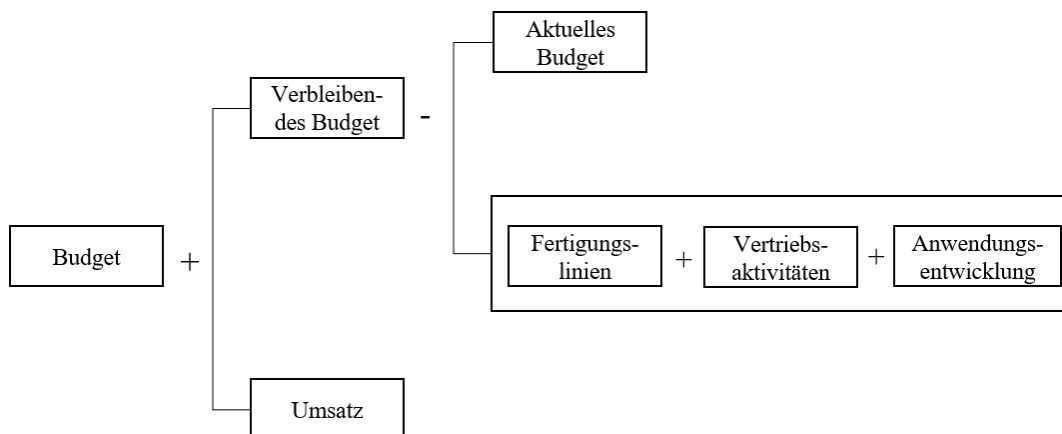 Aktuelles
Budget
Verbleiben-
des Budget
-
Budget
+
Fertigungs-
linien
+
Vertriebs-
aktivitäten
+
Anwendungs-
entwicklung
Umsatz